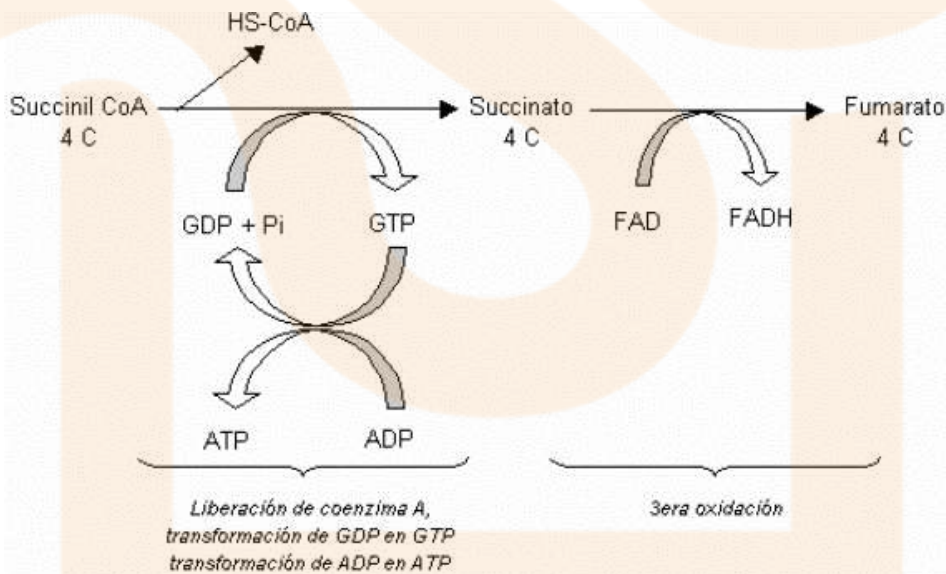 HS-CoA
Succinil CoA
4 C
Succinato
4 C
Fumarato
4 C
GDP + Pi
GTP
FAD
FADH
ATP
ADP
Liberación de coenzima A,
transformación de GDP en GTP
transformación de ADP en ATP
3era oxidación